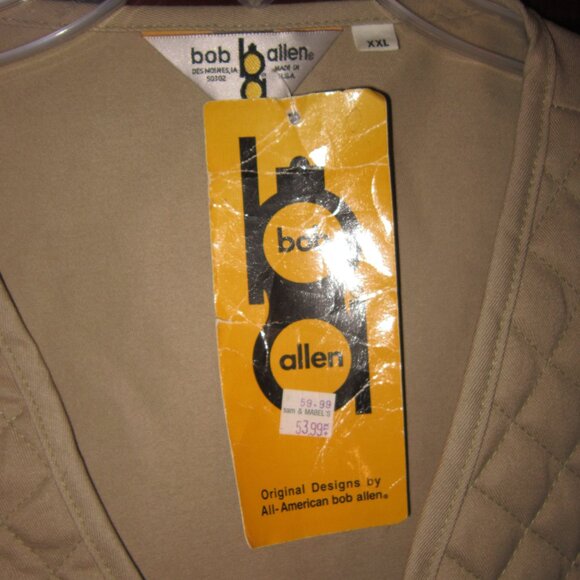 bob allen®
DES MOINES, IA MADE IN
50302 U.S.A.
XXL
bob
allen
59.99
Sam & MABEL'S
53.99
Original Designs by
All-American bob allen®